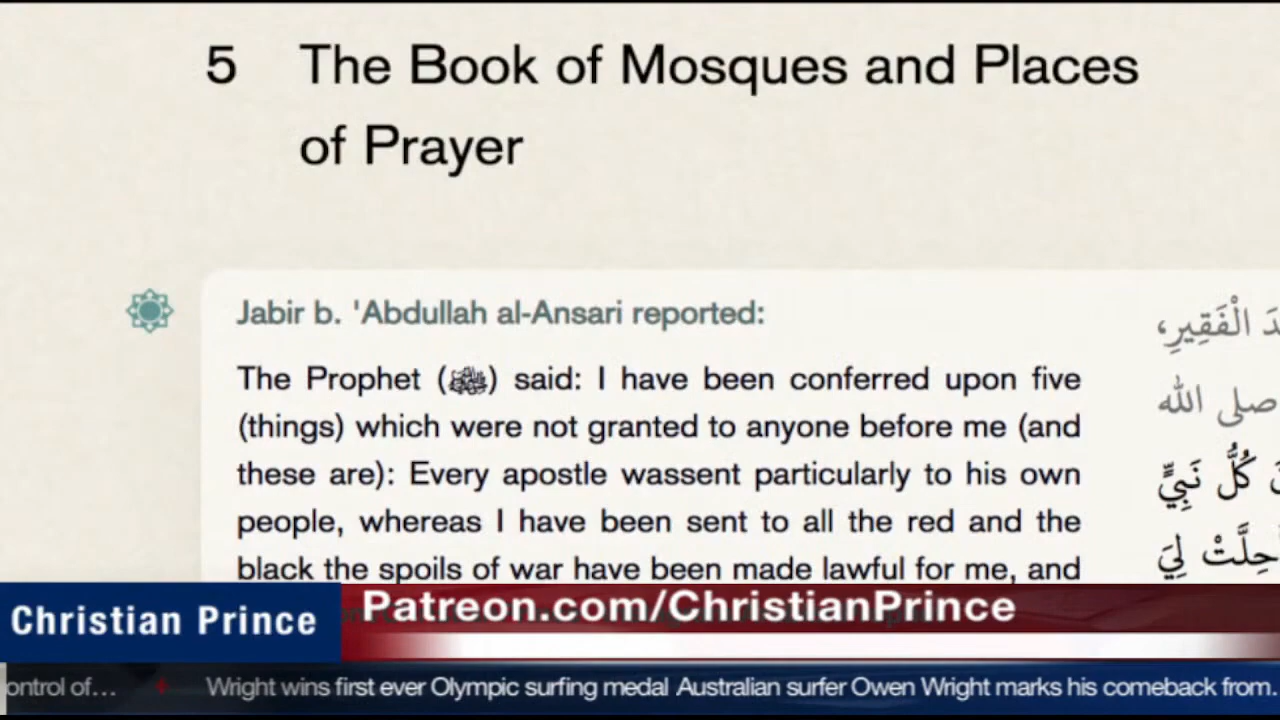 5 The Book of Mosques and Places
of Prayer
Jabir b. 'Abdullah al-Ansari reported:
The Prophet (ﷺ) said: I have been conferred upon five
(things) which were not granted to anyone before me (and
these are): Every apostle wassent particularly to his own
people, whereas I have been sent to all the red and the
black the spoils of war have been made lawful for me, and
الْفَقِيرِ،
صلى الله
كُلُّ نَبِيٍّ
أُحِلَّتْ لِيَ
Christian Prince
Patreon.com/ChristianPrince
ontrol of...
Wright wins first ever Olympic surfing medal Australian surfer Owen Wright marks his comeback from.